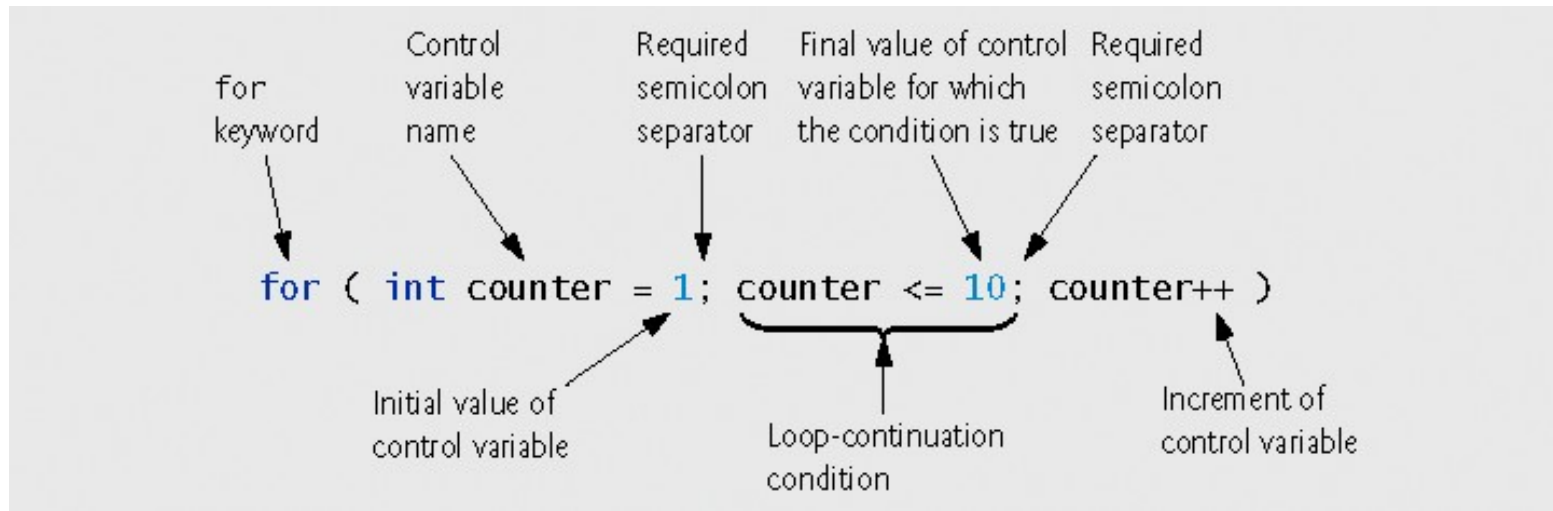 for
keyword
Control
variable
name
Required
semicolon
separator
Final value of control
variable for which
the condition is true
Required
semicolon
separator
for ( int counter = 1; counter <= 10; counter++ )
Initial value of
control variable
Loop-continuation
condition
Increment of
control variable